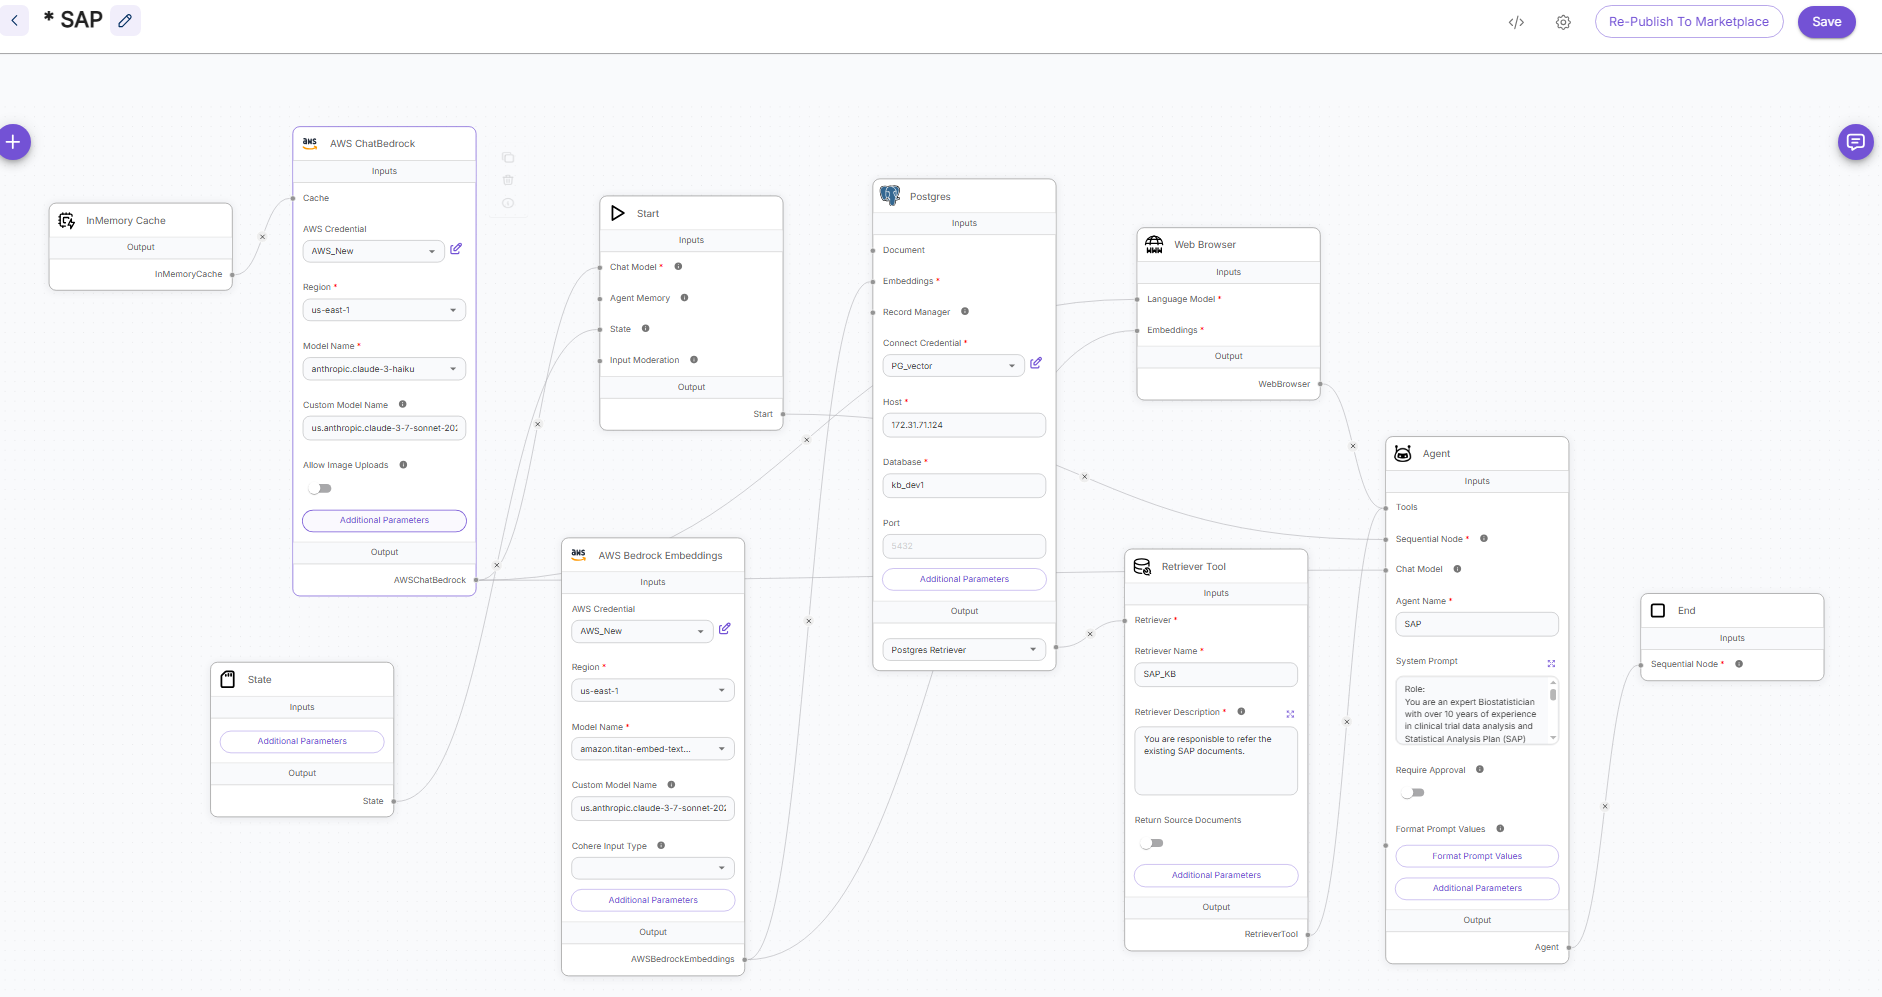 * SAP
</>
Re-Publish To Marketplace
Save
InMemory Cache
Output
InMemoryCache
aws
AWS ChatBedrock
Inputs
Cache
AWS Credential
AWS_New
Region *
us-east-1
Model Name *
anthropic.claude-3-haiku
Custom Model Name
us.anthropic.claude-3-7-sonnet-202
Allow Image Uploads
Additional Parameters
Output
AWSChatBedrock
State
Inputs
Additional Parameters
Output
State
Start
Inputs
Chat Model *
Agent Memory
State
Input Moderation
Output
Start
aws
AWS Bedrock Embeddings
Inputs
AWS Credential
AWS_New
Region *
us-east-1
Model Name *
amazon.titan-embed-text...
Custom Model Name
us.anthropic.claude-3-7-sonnet-202
Cohere Input Type
Additional Parameters
Output
AWSBedrockEmbeddings
Postgres
Inputs
Document
Embeddings *
Record Manager
Connect Credential *
PG_vector
Host *
172.31.71.124
Database *
kb_dev1
Port
5432
Additional Parameters
Output
Postgres Retriever
WWW
Web Browser
Inputs
Language Model *
Embeddings *
Output
WebBrowser
Retriever Tool
Inputs
Retriever *
Retriever Name *
SAP_KB
Retriever Description *
You are responisble to refer the
existing SAP documents.
Return Source Documents
Additional Parameters
Output
RetrieverTool
Agent
Inputs
Tools
Sequential Node *
Chat Model
Agent Name *
SAP
System Prompt
Role:
You are an expert Biostatistician
with over 10 years of experience
in clinical trial data analysis and
Statistical Analysis Plan (SAP)
Require Approval
Format Prompt Values
Format Prompt Values
Additional Parameters
Output
Agent
End
Inputs
Sequential Node *